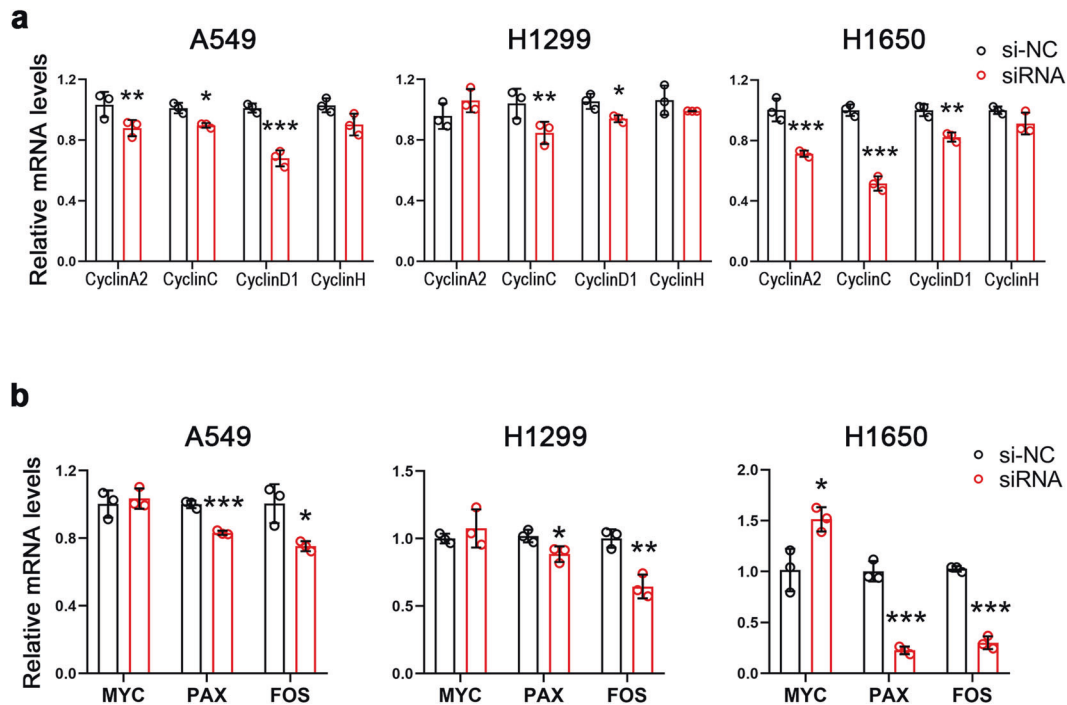 a
A549 H1299 H1650
si-NC
siRNA
Relative mRNA levels
1.2 1.2 1.2
0.8 0.8 0.8
0.4 0.4 0.4
0.0 0.0 0.0
** * *** ** * *** *** **
CyclinA2 CyclinC CyclinD1 CyclinH CyclinA2 CyclinC CyclinD1 CyclinH CyclinA2 CyclinC CyclinD1 CyclinH
b
A549 H1299 H1650
si-NC
siRNA
Relative mRNA levels
1.2 1.5 2.0
0.8 1.0 1.5
0.4 0.5 1.0
0.0 0.0 0.5
0.0
*** * * ** * *** ***
MYC PAX FOS MYC PAX FOS MYC PAX FOS